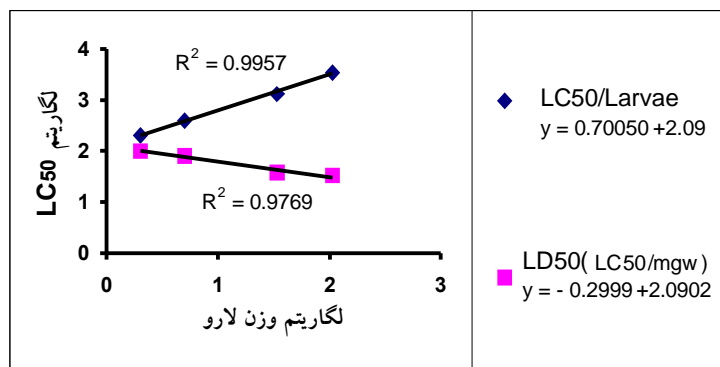 4
3
2
1
0
0
1
2
3
لگاریتم LC50
لگاریتم وزن لارو
R² = 0.9957
R² = 0.9769
LC50/Larvae
y = 0.70050 +2.09
LD50( LC50/mgw )
y = - 0.2999 +2.0902